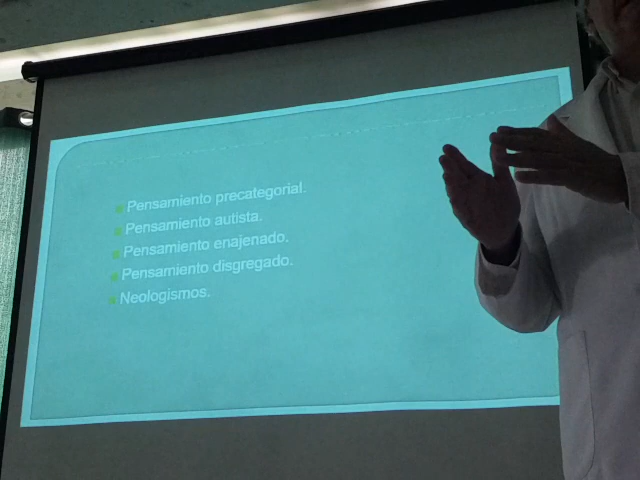 Pensamiento precategorial.
Pensamiento autista.
Pensamiento enajenado.
Pensamiento disgregado.
Neologismos.